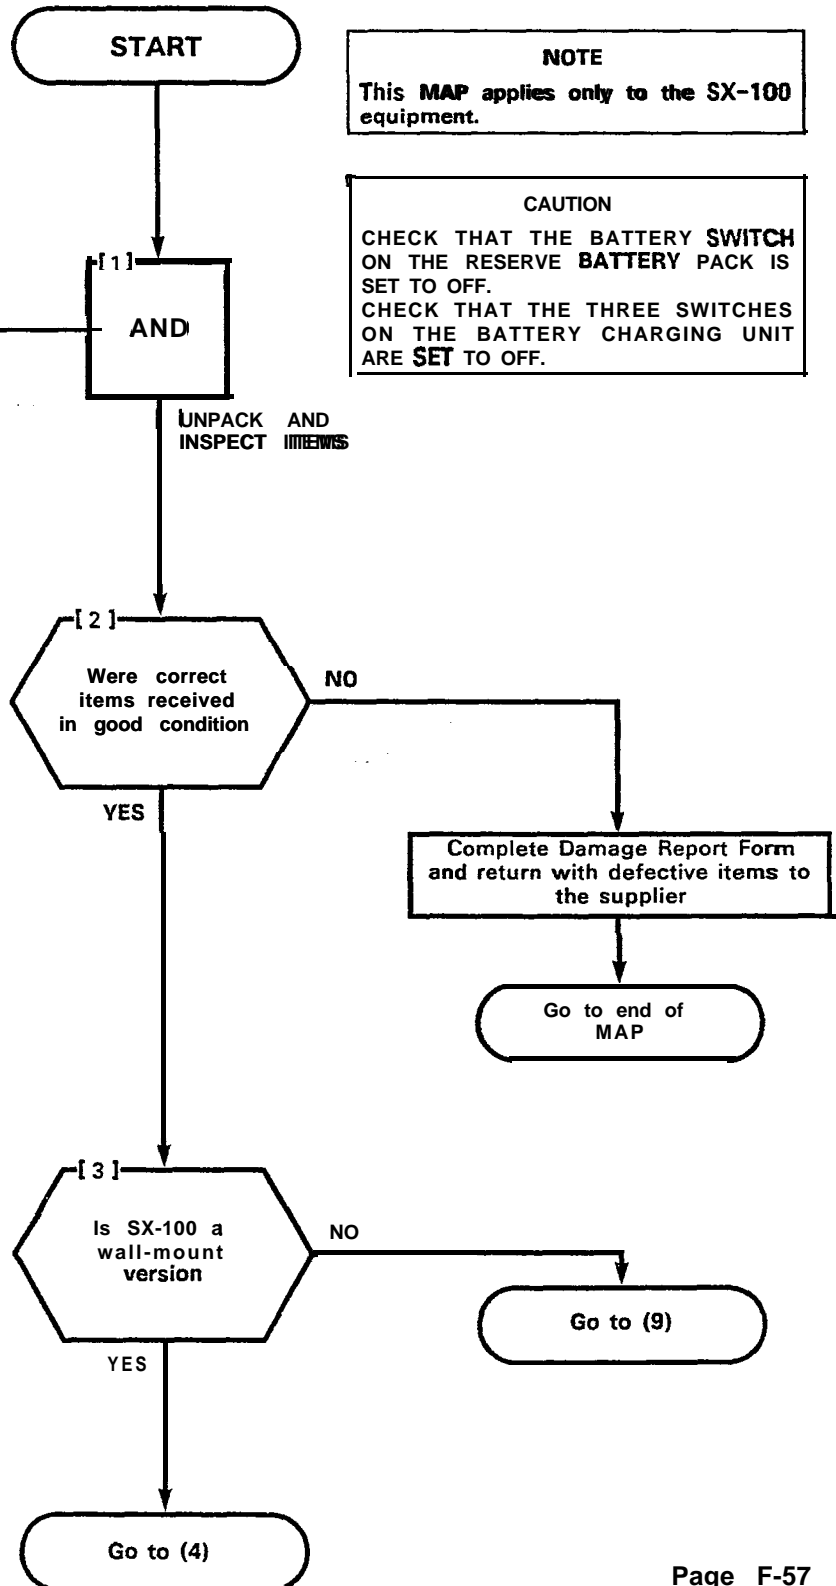 START
NOTE
This MAP applies only to the SX-100
equipment.
CAUTION
CHECK THAT THE BATTERY SWITCH
ON THE RESERVE BATTERY PACK IS
SET TO OFF.
CHECK THAT THE THREE SWITCHES
ON THE BATTERY CHARGING UNIT
ARE SET TO OFF.
[ 1 ]
AND
UNPACK AND
INSPECT ITEMS
[ 2 ]
Were correct
items received
in good condition
NO
YES
Complete Damage Report Form
and return with defective items to
the supplier
Go to end of
MAP
[ 3 ]
Is SX-100 a
wall-mount
version
NO
Go to (9)
YES
Go to (4)
Page F-57